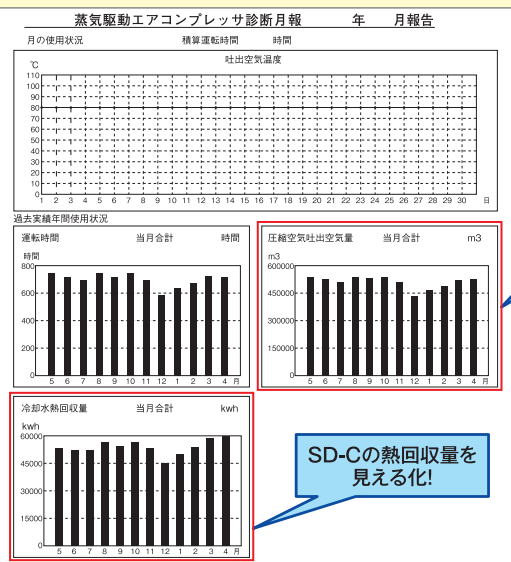 蒸気駆動エアコンプレッサ診断月報 年 月報告
月の使用状況 積算運転時間 時間
吐出空気温度
℃
110
100
90
80
70
60
50
40
30
20
10
0
1 2 3 4 5 6 7 8 9 10 11 12 13 14 15 16 17 18 19 20 21 22 23 24 25 26 27 28 29 30 日
過去実績年間使用状況
運転時間 当月合計 時間
時間
800
600
400
200
0
5 6 7 8 9 10 11 12 1 2 3 4 月
圧縮空気吐出空気量 当月合計 m3
m3
600000
450000
300000
150000
0
5 6 7 8 9 10 11 12 1 2 3 4 月
冷却水熱回収量 当月合計 kwh
kwh
60000
45000
30000
15000
0
5 6 7 8 9 10 11 12 1 2 3 4 月
SD-Cの熱回収量を
見える化!